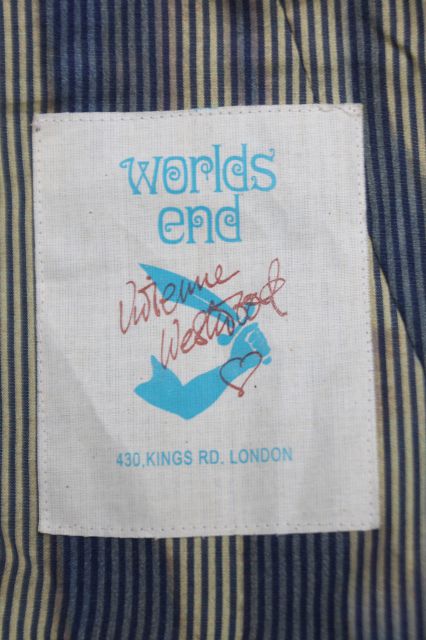 worlds
end
Vivienne
Westwood
430,KINGS RD. LONDON